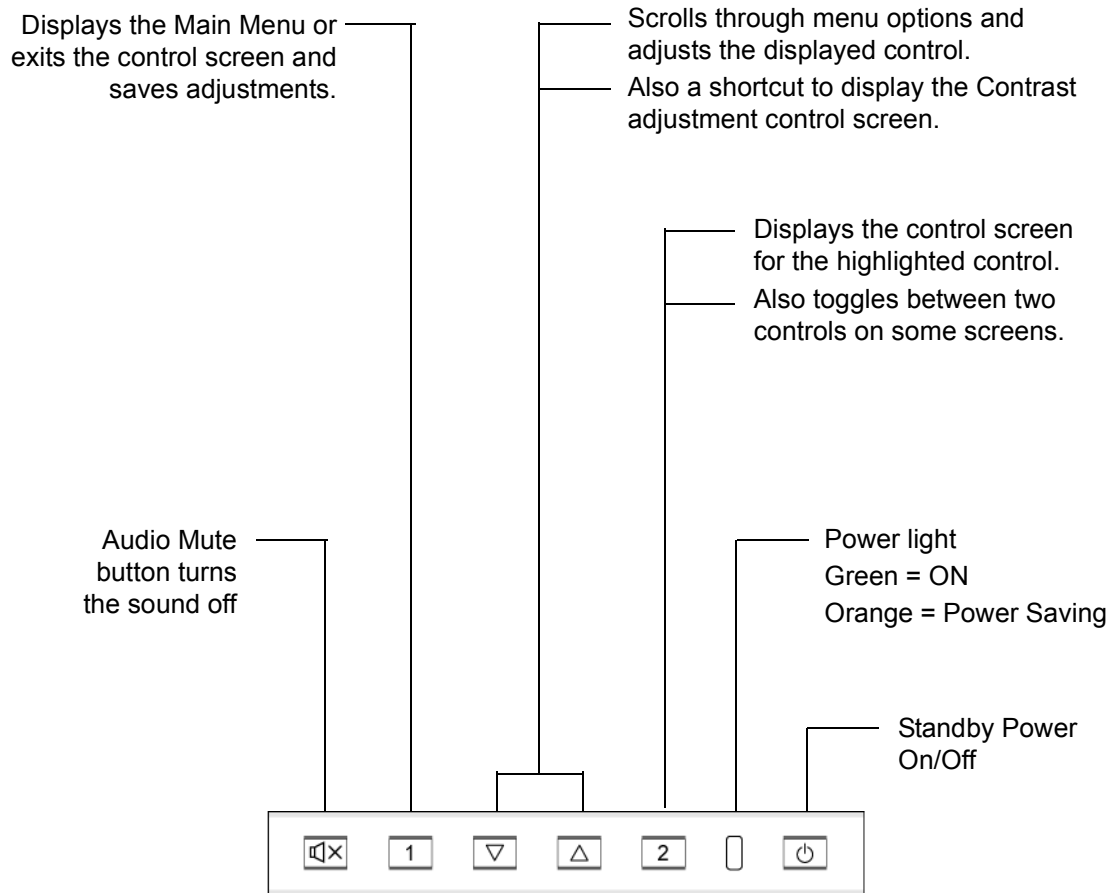 Displays the Main Menu or
exits the control screen and
saves adjustments.
Scrolls through menu options and
adjusts the displayed control.
Also a shortcut to display the Contrast
adjustment control screen.
Displays the control screen
for the highlighted control.
Also toggles between two
controls on some screens.
Audio Mute
button turns
the sound off
Power light
Green = ON
Orange = Power Saving
Standby Power
On/Off
1
2